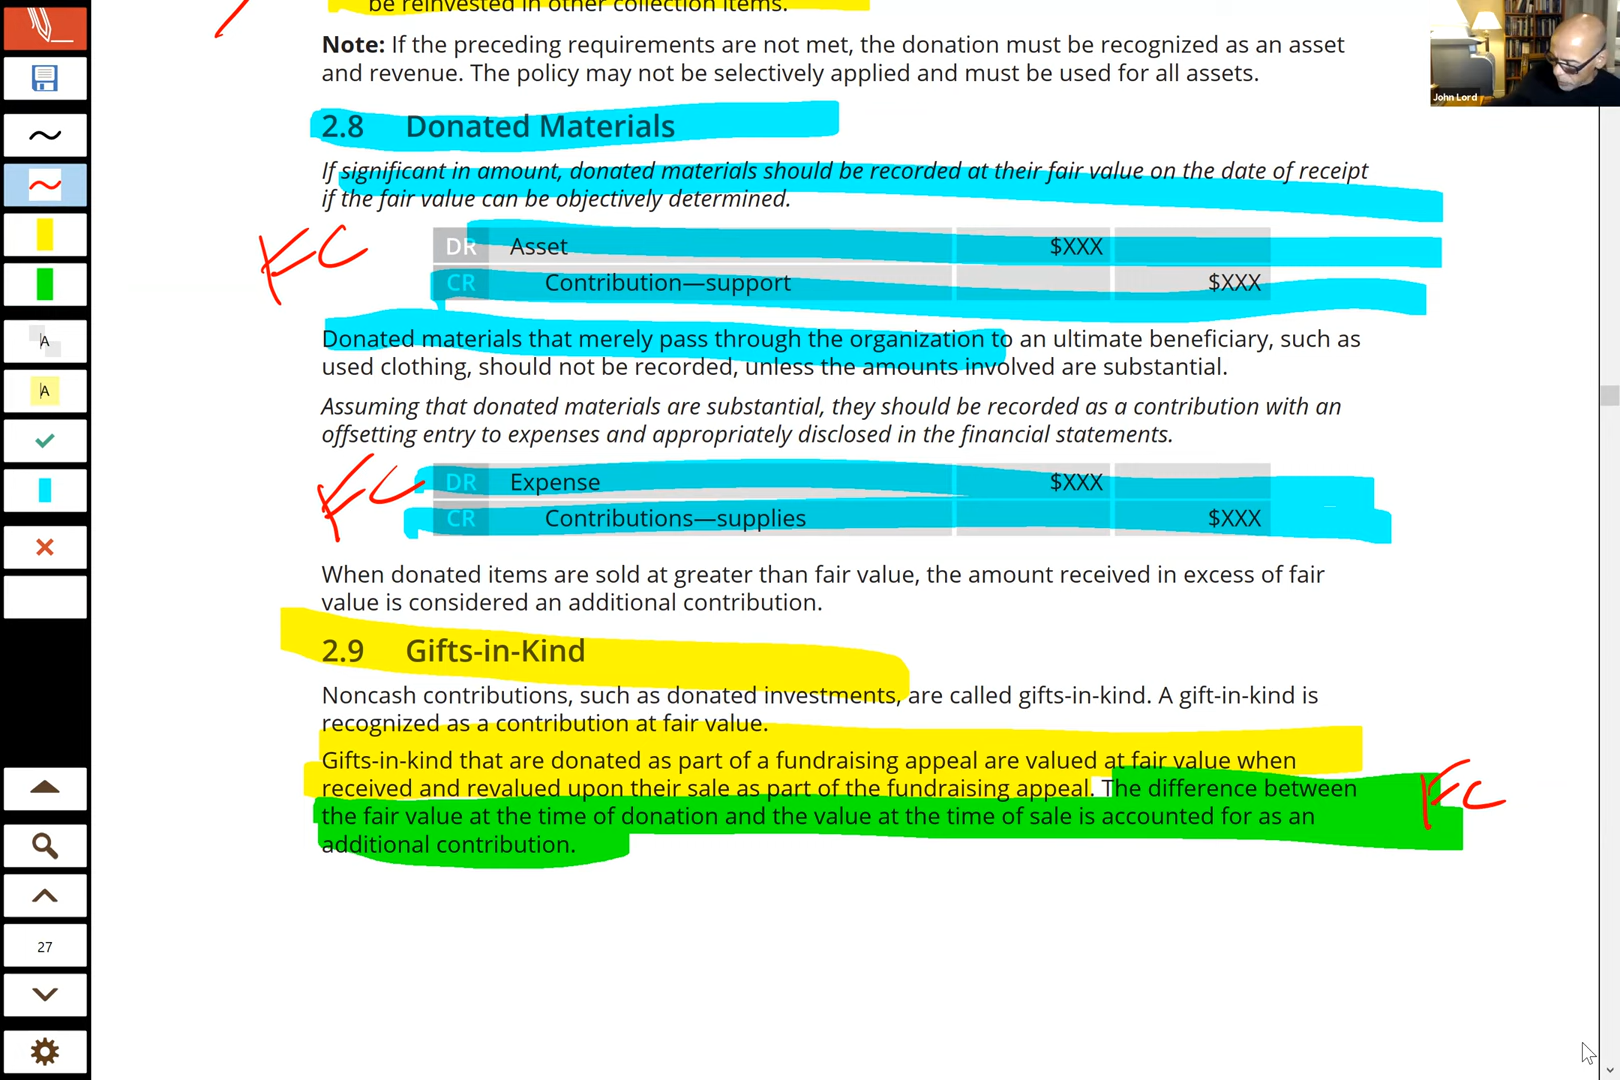 be reinvested in other collection items.
Note: If the preceding requirements are not met, the donation must be recognized as an asset
and revenue. The policy may not be selectively applied and must be used for all assets.
John Lord
2.8 Donated Materials
If significant in amount, donated materials should be recorded at their fair value on the date of receipt
if the fair value can be objectively determined.
FC
DR Asset $XXX
CR Contribution—support $XXX
Donated materials that merely pass through the organization to an ultimate beneficiary, such as
used clothing, should not be recorded, unless the amounts involved are substantial.
Assuming that donated materials are substantial, they should be recorded as a contribution with an
offsetting entry to expenses and appropriately disclosed in the financial statements.
FC
DR Expense $XXX
CR Contributions—supplies $XXX
When donated items are sold at greater than fair value, the amount received in excess of fair
value is considered an additional contribution.
2.9 Gifts-in-Kind
Noncash contributions, such as donated investments, are called gifts-in-kind. A gift-in-kind is
recognized as a contribution at fair value.
Gifts-in-kind that are donated as part of a fundraising appeal are valued at fair value when
received and revalued upon their sale as part of the fundraising appeal. The difference between
the fair value at the time of donation and the value at the time of sale is accounted for as an
additional contribution.
FC
A
A
27